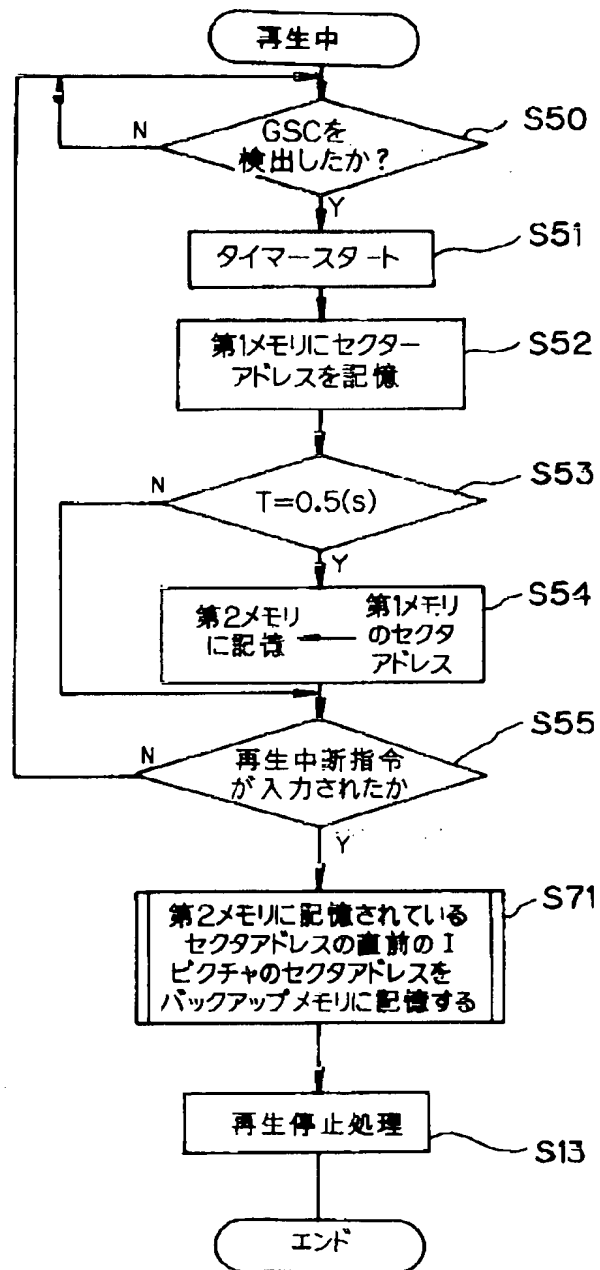 再生中
GSCを
検出したか?
N
S50
Y
タイマースタート
S51
第1メモリにセクター
アドレスを記憶
S52
N
T=0.5(s)
S53
Y
第2メモリ
に記憶
第1メモリ
のセクタ
アドレス
S54
N
再生中断指令
が入力されたか
S55
Y
第2メモリに記憶されている
セクタアドレスの直前のI
ピクチャのセクタアドレスを
バックアップメモリに記憶する
S71
再生停止処理
S13
エンド